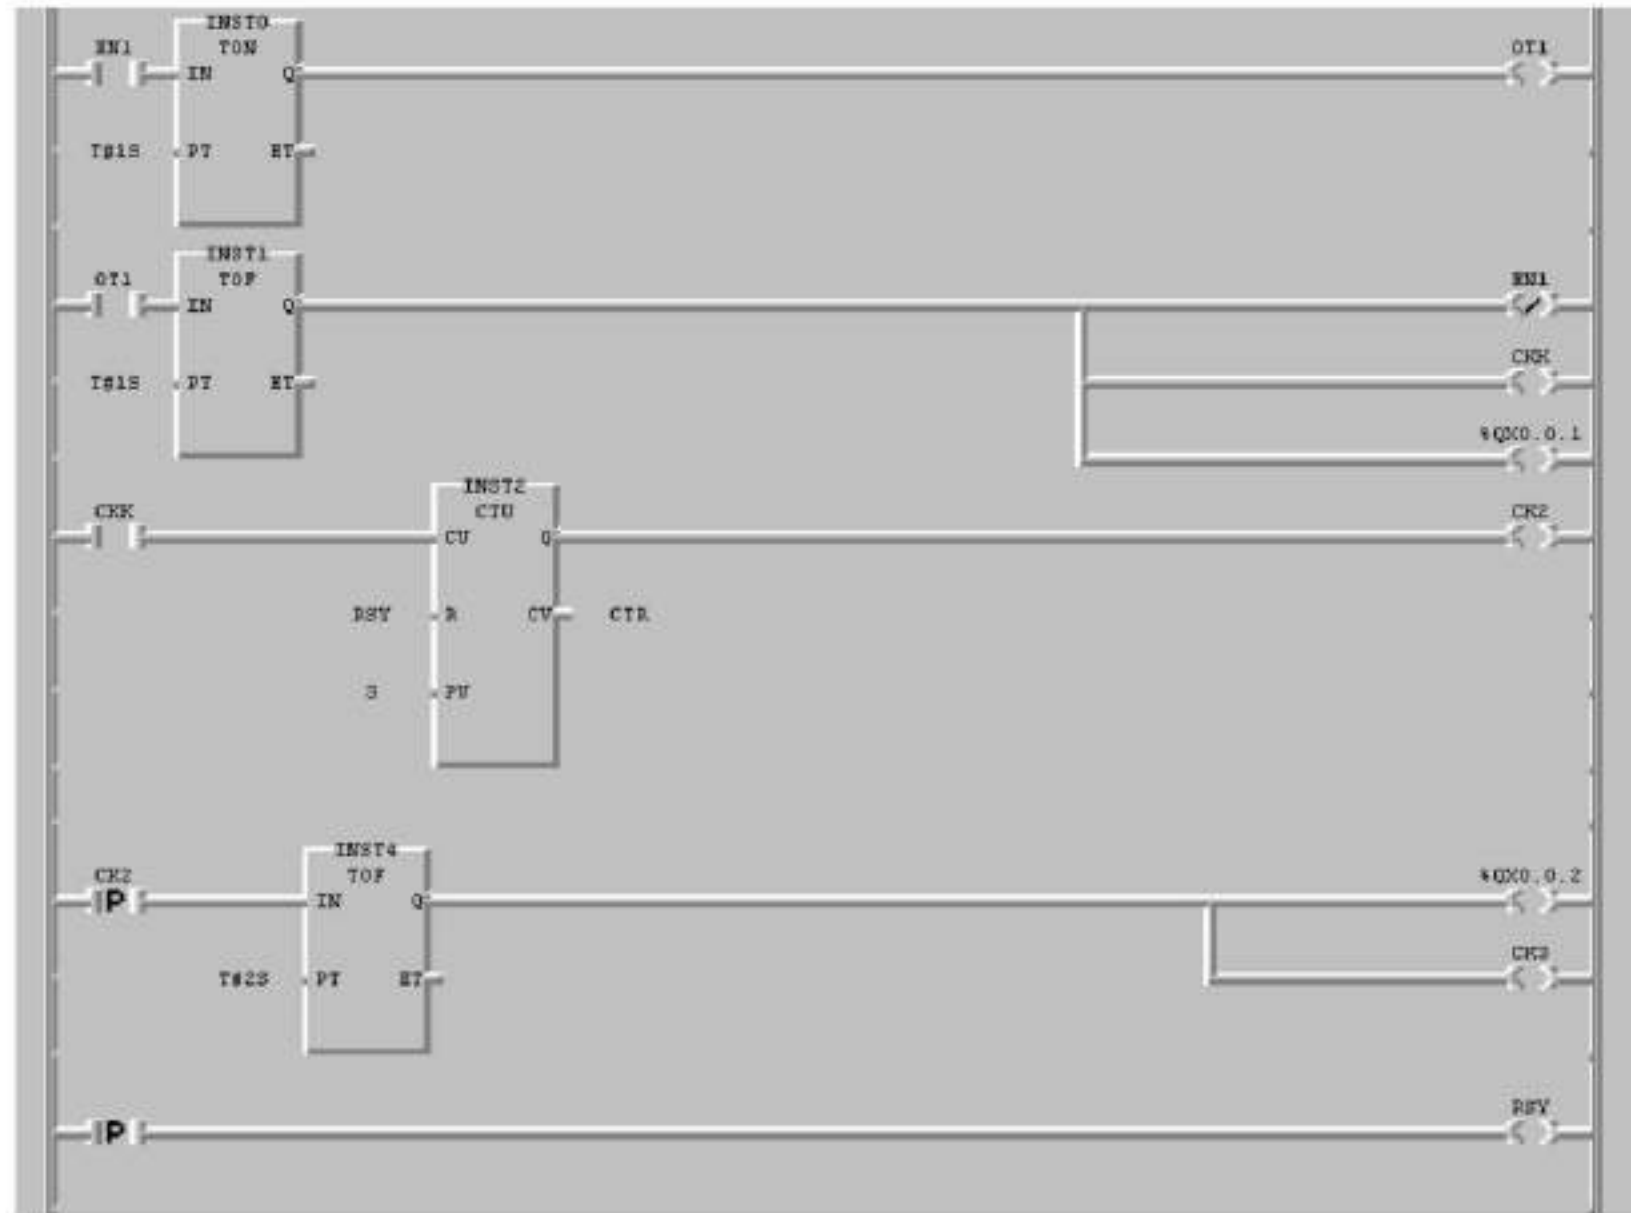 INST0
EN1 TON OT1
IN Q
T#1S PT ET
INST1
OT1 TOF EN1
IN Q
CKK
T#1S PT ET
%QX0.0.1
INST2
CKK CTU CK2
CU Q
RSY R CV CTR
3 PU
INST4
CK2 TOF %QX0.0.2
P IN Q
CK3
T#2S PT ET
RSY
P